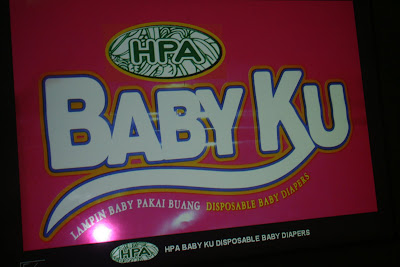 HPA
BABY KU
LAMPIN BABY PAKAI BUANG DISPOSABLE BABY DIAPERS
HPA HPA BABY KU DISPOSABLE BABY DIAPERS